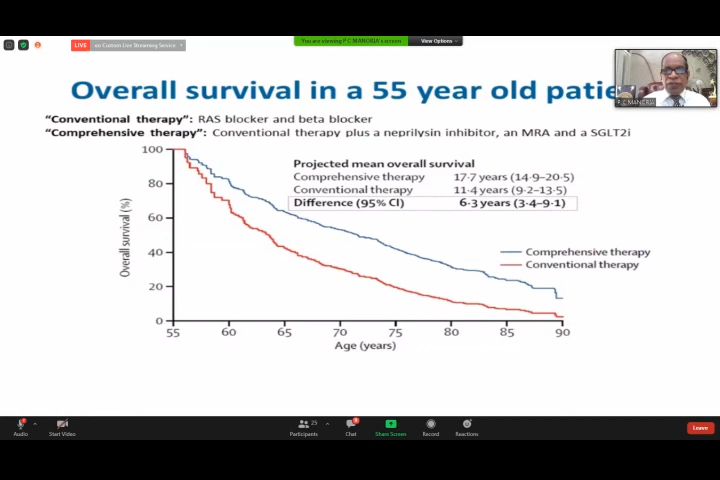 LIVE on Custom Live Streaming Service
You are viewing P C MANORIA's screen
View Options
Overall survival in a 55 year old patie
P C MANORIA
“Conventional therapy”: RAS blocker and beta blocker
“Comprehensive therapy”: Conventional therapy plus a neprilysin inhibitor, an MRA and a SGLT2i
Overall survival (%)
100
80
60
40
20
0
Projected mean overall survival
Comprehensive therapy 17·7 years (14·9–20·5)
Conventional therapy 11·4 years (9·2–13·5)
Difference (95% CI) 6·3 years (3·4–9·1)
Comprehensive therapy
Conventional therapy
55 60 65 70 75 80 85 90
Age (years)
25
Audio
Start Video
Participants
Chat
Share Screen
Record
Reactions
Leave